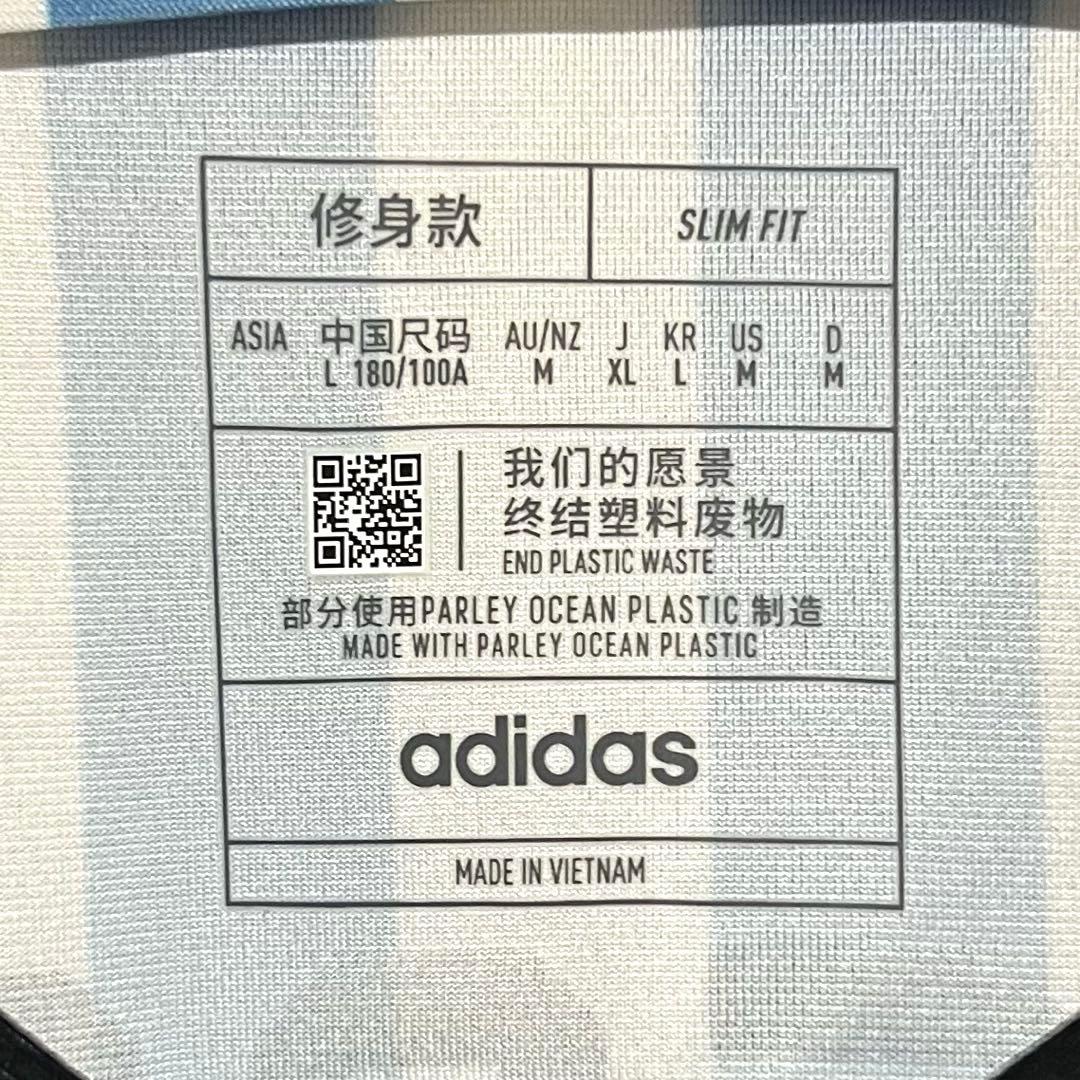 修身款 SLIM FIT
ASIA 中国尺码 AU/NZ J KR US D
L 180/100A M XL L M M
我们的愿景
终结塑料废物
END PLASTIC WASTE
部分使用PARLEY OCEAN PLASTIC 制造
MADE WITH PARLEY OCEAN PLASTIC
adidas
MADE IN VIETNAM